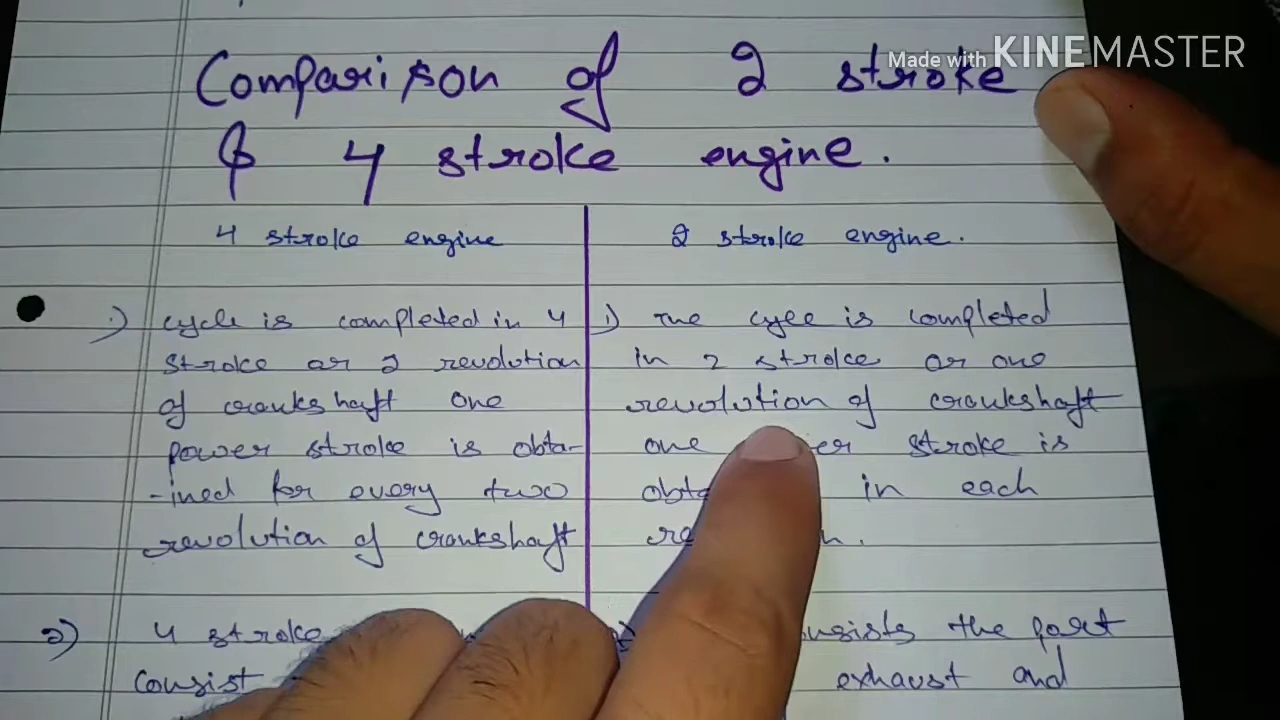 Made with KINEMASTER
Comparison of 2 stroke
& 4 stroke engine.
4 stroke engine
2 stroke engine.
1) cycle is completed in 4
stroke or 2 revolution
of crankshaft one
power stroke is obta-
-ined for every two
revolution of crankshaft
1) The cycle is completed
in 2 stroke or one
revolution of crankshaft
one stroke is
in each
2) 4 stroke
consist
the part
exhaust and